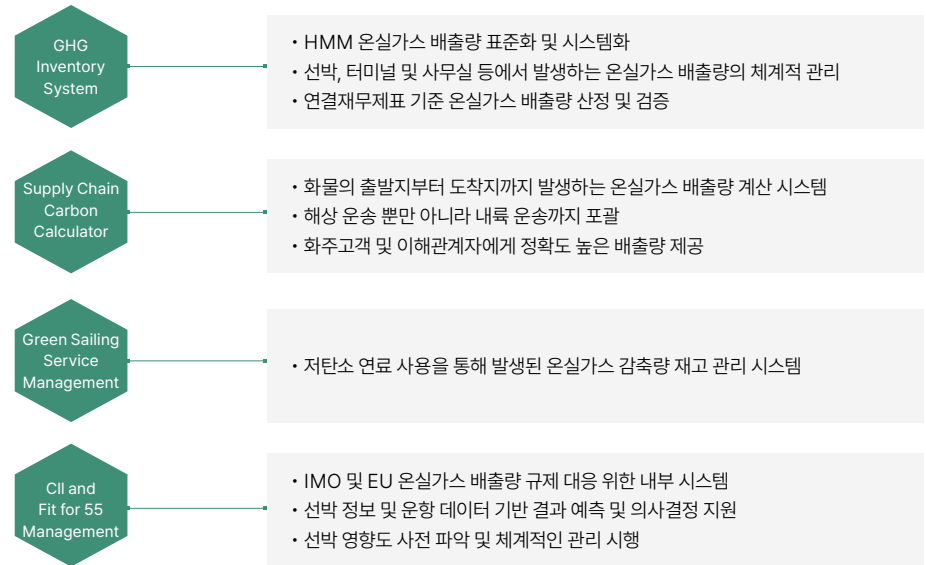 GHG
Inventory
System
• HMM 온실가스 배출량 표준화 및 시스템화
• 선박, 터미널 및 사무실 등에서 발생하는 온실가스 배출량의 체계적 관리
• 연결재무제표 기준 온실가스 배출량 산정 및 검증
Supply Chain
Carbon
Calculator
• 화물의 출발지부터 도착지까지 발생하는 온실가스 배출량 계산 시스템
• 해상 운송 뿐만 아니라 내륙 운송까지 포괄
• 화주고객 및 이해관계자에게 정확도 높은 배출량 제공
Green Sailing
Service
Management
• 저탄소 연료 사용을 통해 발생된 온실가스 감축량 재고 관리 시스템
CII and
Fit for 55
Management
• IMO 및 EU 온실가스 배출량 규제 대응 위한 내부 시스템
• 선박 정보 및 운항 데이터 기반 결과 예측 및 의사결정 지원
• 선박 영향도 사전 파악 및 체계적인 관리 시행